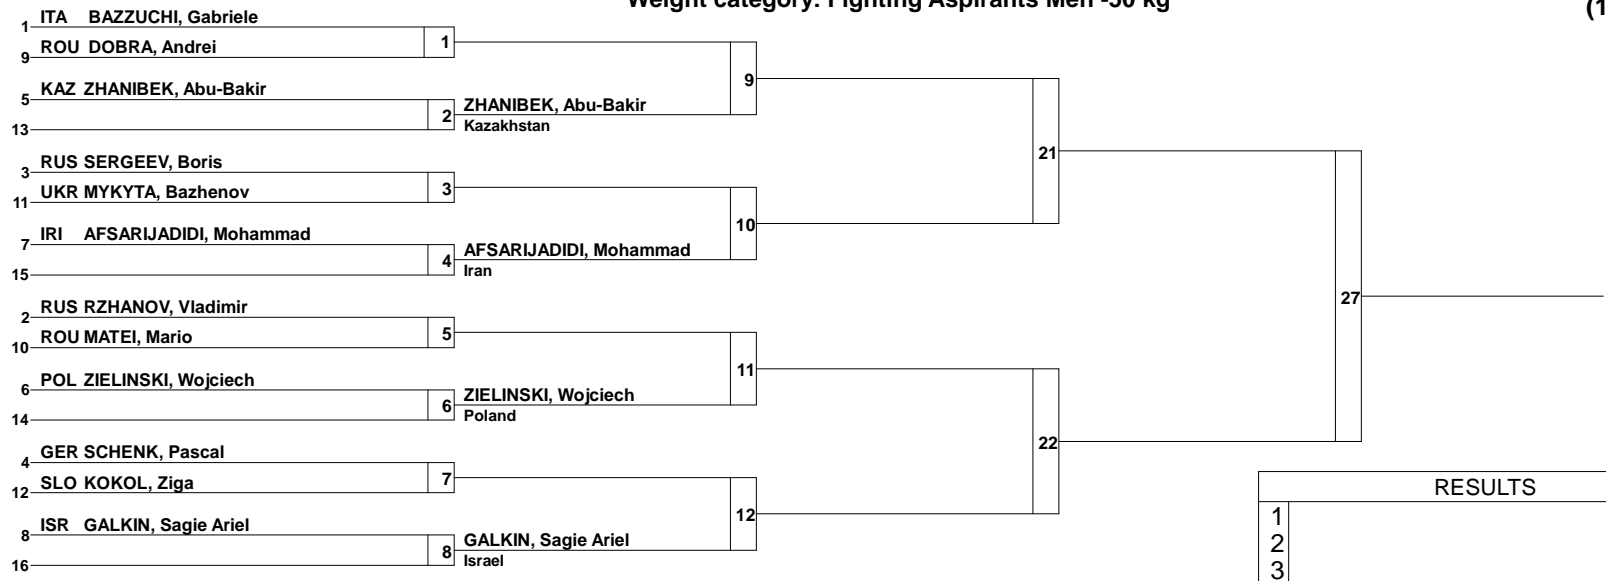 Weight category: Fighting Aspirants Men -50 kg
(1
1 ITA BAZZUCHI, Gabriele
9 ROU DOBRA, Andrei
1
5 KAZ ZHANIBEK, Abu-Bakir
13
2
ZHANIBEK, Abu-Bakir
Kazakhstan
9
3 RUS SERGEEV, Boris
11 UKR MYKYTA, Bazhenov
3
7 IRI AFSARIJADIDI, Mohammad
15
4
AFSARIJADIDI, Mohammad
Iran
10
21
2 RUS RZHANOV, Vladimir
10 ROU MATEI, Mario
5
6 POL ZIELINSKI, Wojciech
14
6
ZIELINSKI, Wojciech
Poland
11
4 GER SCHENK, Pascal
12 SLO KOKOL, Ziga
7
8 ISR GALKIN, Sagie Ariel
16
8
GALKIN, Sagie Ariel
Israel
12
22
27
RESULTS
1
2
3